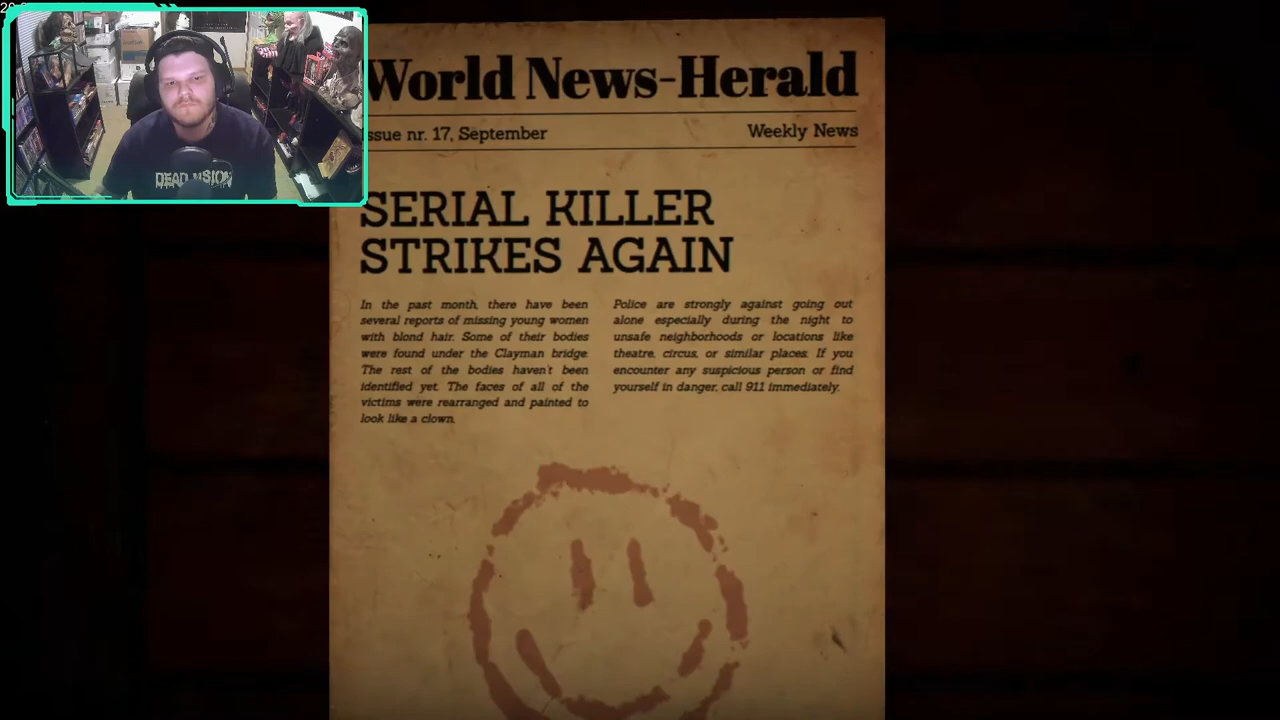 World News-Herald
ssue nr. 17, September
Weekly News
SERIAL KILLER
STRIKES AGAIN
In the past month, there have been
several reports of missing young women
with blond hair. Some of their bodies
were found under the Clayman bridge.
The rest of the bodies haven't been
identified yet. The faces of all of the
victims were rearranged and painted to
look like a clown.
Police are strongly against going out
alone especially during the night to
unsafe neighborhoods or locations like
theatre, circus, or similar places. If you
encounter any suspicious person or find
yourself in danger, call 911 immediately.